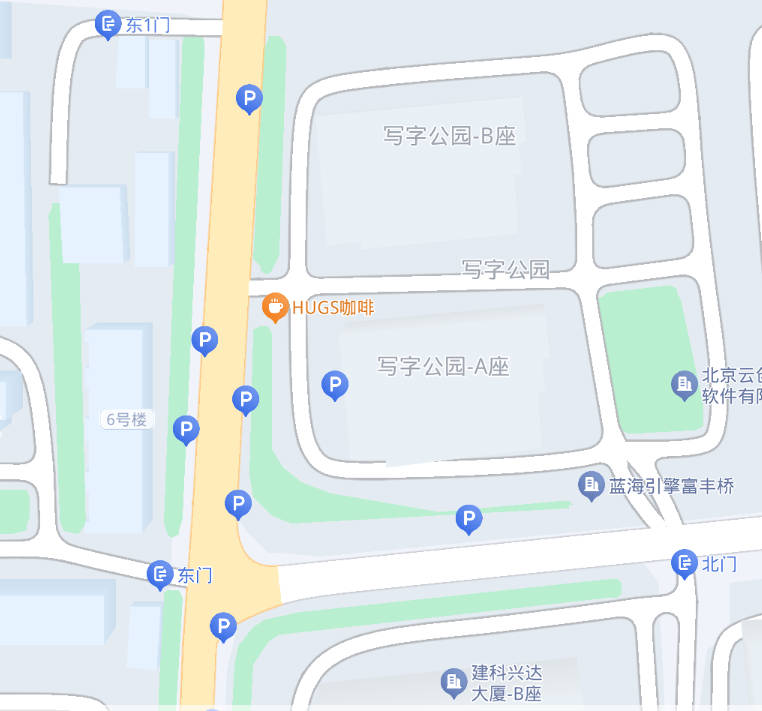 东1门
P
写字公园-B座
写字公园
HUGS咖啡
P
写字公园-A座
P
北京云创
软件有限
P
6号楼
P
蓝海引擎富丰桥
P
P
东门
北门
P
建科兴达
大厦-B座